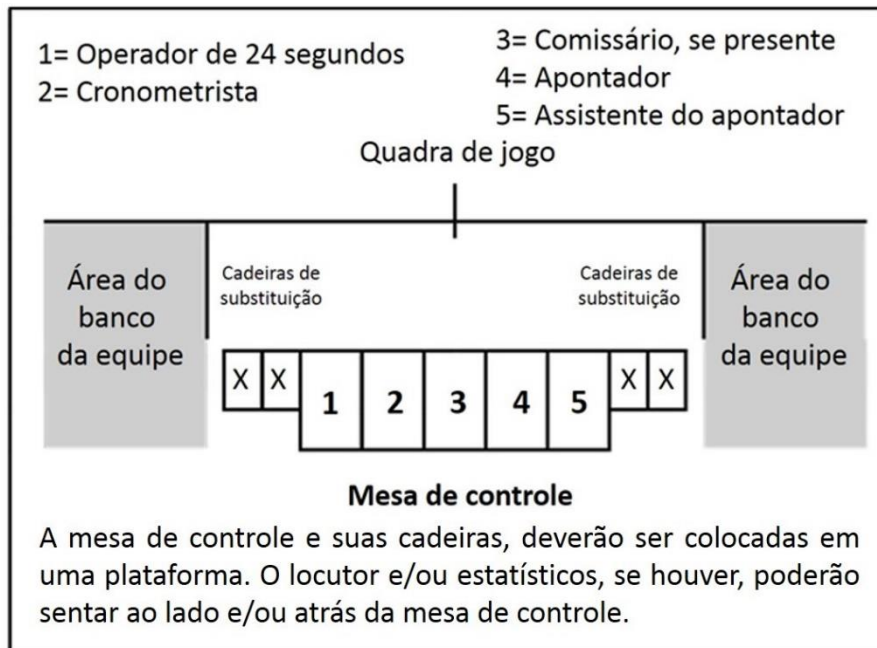 1= Operador de 24 segundos
2= Cronometrista
3= Comissário, se presente
4= Apontador
5= Assistente do apontador
Quadra de jogo
Área do
banco
da equipe
Cadeiras de
substituição
Cadeiras de
substituição
Área do
banco
da equipe
X X 1 2 3 4 5 X X
Mesa de controle
A mesa de controle e suas cadeiras, deverão ser colocadas em
uma plataforma. O locutor e/ou estatísticos, se houver, poderão
sentar ao lado e/ou atrás da mesa de controle.